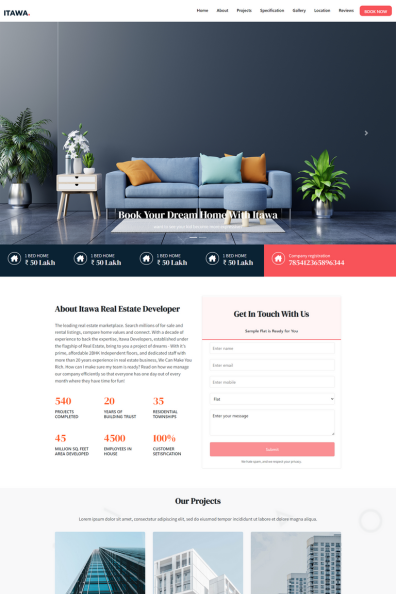 ITAWA.
Home About Projects Specification Gallery Location Reviews BOOK NOW
Book Your Dream Home With Itawa
1 BED HOME
₹ 50 Lakh
1 BED HOME
₹ 50 Lakh
1 BED HOME
₹ 50 Lakh
1 BED HOME
₹ 50 Lakh
Company registration
785412365896344
About Itawa Real Estate Developer
The leading real estate marketplace. Search millions of for-sale and
rental listings, compare home values and connect. With a decade of
experience to back the expertise, Itawa Developers, established under
the flagship of Real Estate, bring to you a project of dreams - With it's
prime, affordable 2BHK independent floors, and dedicated staff with
more than 20 years experience in real estate business, We Can Make You
Rich. How can I make sure my team is ready? Read on how we manage
our company efficiently so that everyone has one day out of every
month where they have time for fun!
540
PROJECTS
COMPLETED
20
YEARS OF
BUILDING TRUST
35
RESIDENTIAL
TOWNSHIPS
45
MILLION SQ. FEET
AREA DEVELOPED
4500
EMPLOYEES IN
HOUSE
100%
CUSTOMER
SETISFICATION
Get In Touch With Us
Sample Flat is Ready for You
Enter name
Enter email
Enter mobile
Flat
Enter your message
Submit
We hate spam, and we respect your privacy.
Our Projects
Lorem ipsum dolor sit amet, consectetur adipiscing elit, sed do eiusmod tempor incididunt ut labore et dolore magna aliqua.